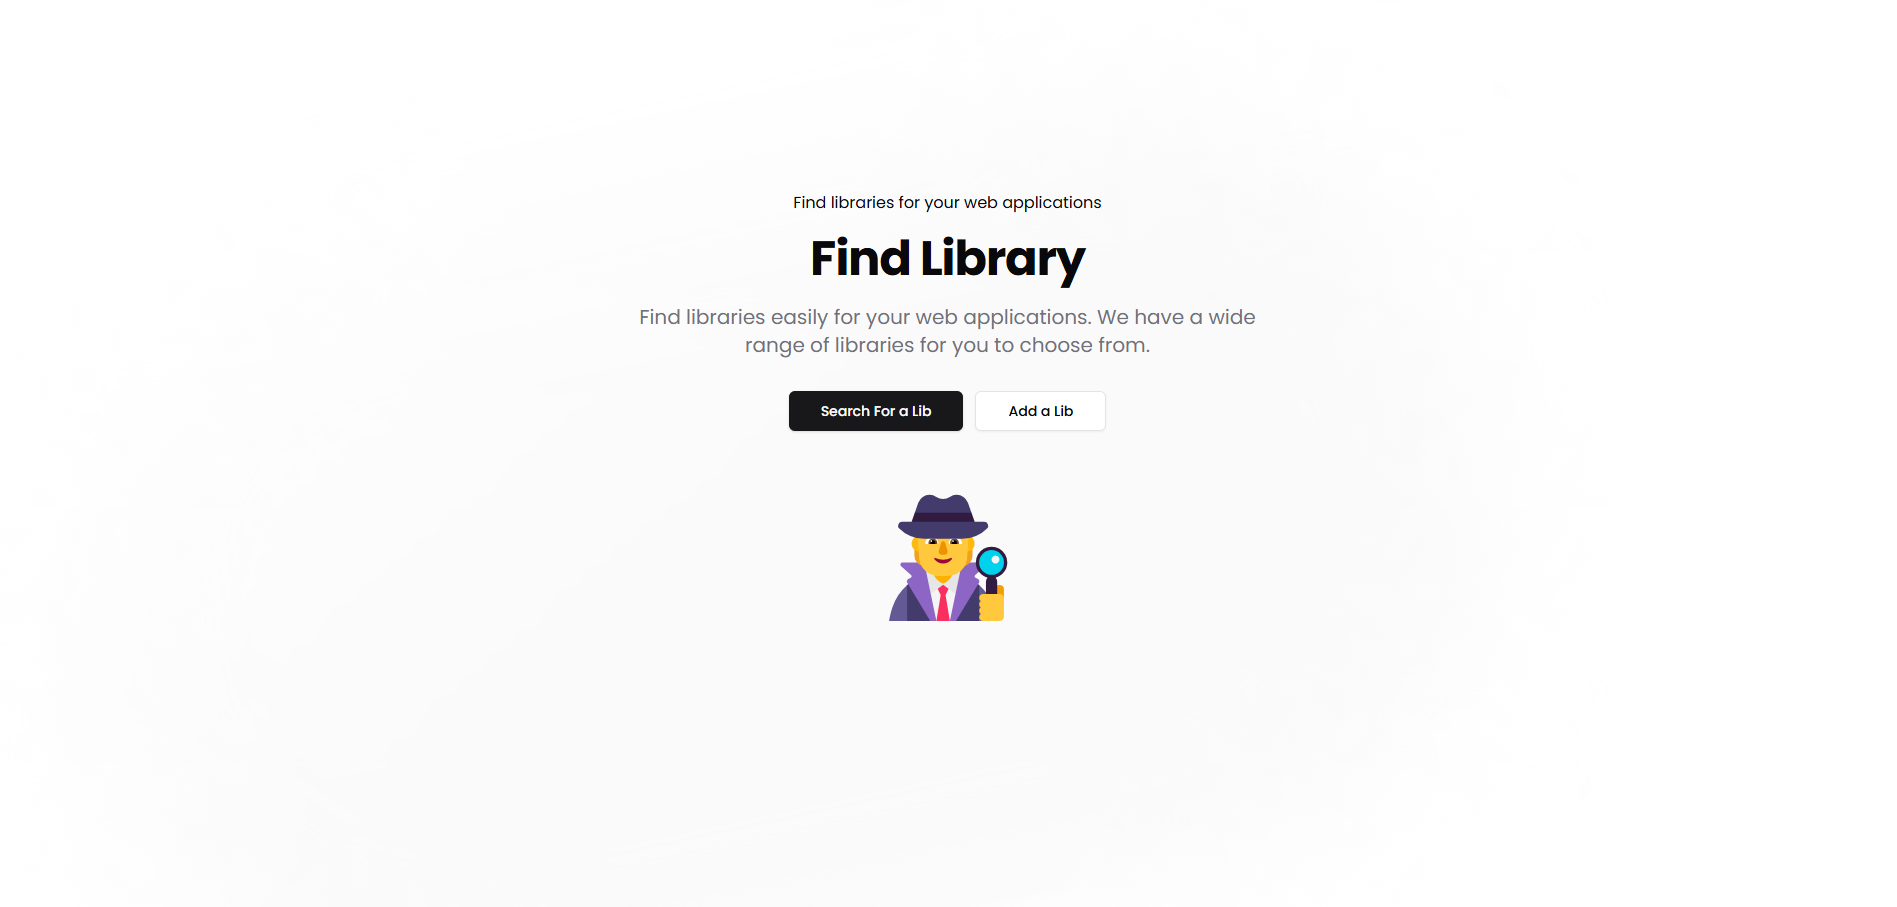 Find libraries for your web applications
Find Library
Find libraries easily for your web applications. We have a wide
range of libraries for you to choose from.
Search For a Lib
Add a Lib